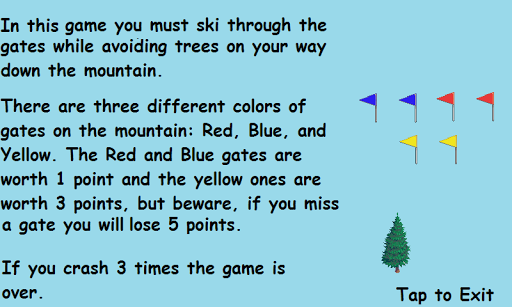 In this game you must ski through the
gates while avoiding trees on your way
down the mountain.
There are three different colors of
gates on the mountain: Red, Blue, and
Yellow. The Red and Blue gates are
worth 1 point and the yellow ones are
worth 3 points, but beware, if you miss
a gate you will lose 5 points.
If you crash 3 times the game is
over.
Tap to Exit